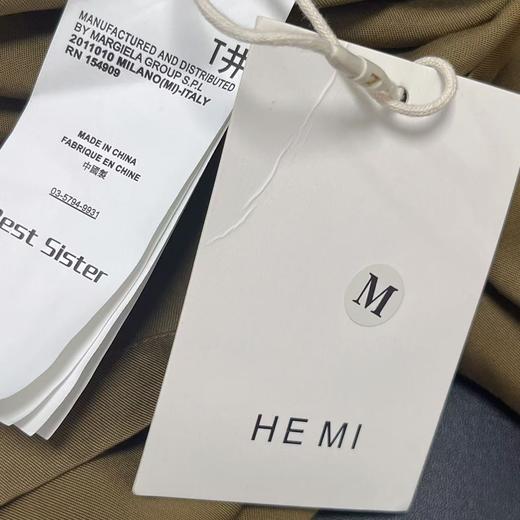 MANUFACTURED AND DISTRIBUTED
BY MARGIELA GROUP S.P.L
2011010 MILANO(MI)-ITALY
RN 154909
T#
MADE IN CHINA
FABRIQUE EN CHINE
中國製
03-5794-9931
Best Sister
M
HE MI